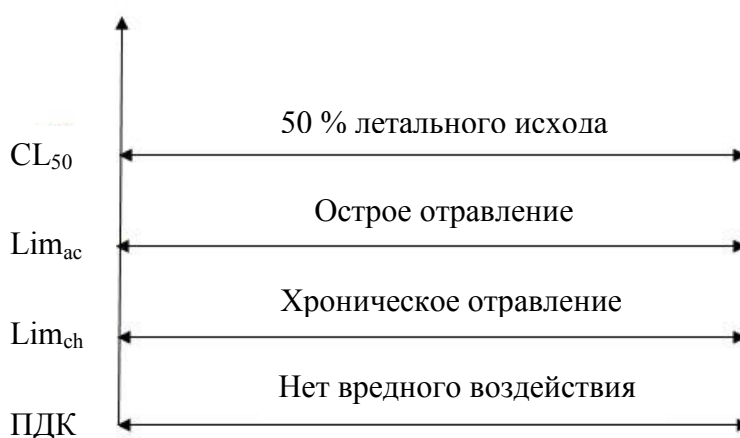 50 % летального исхода
CL₅₀
Острое отравление
Limac
Хроническое отравление
Limch
Нет вредного воздействия
ПДК